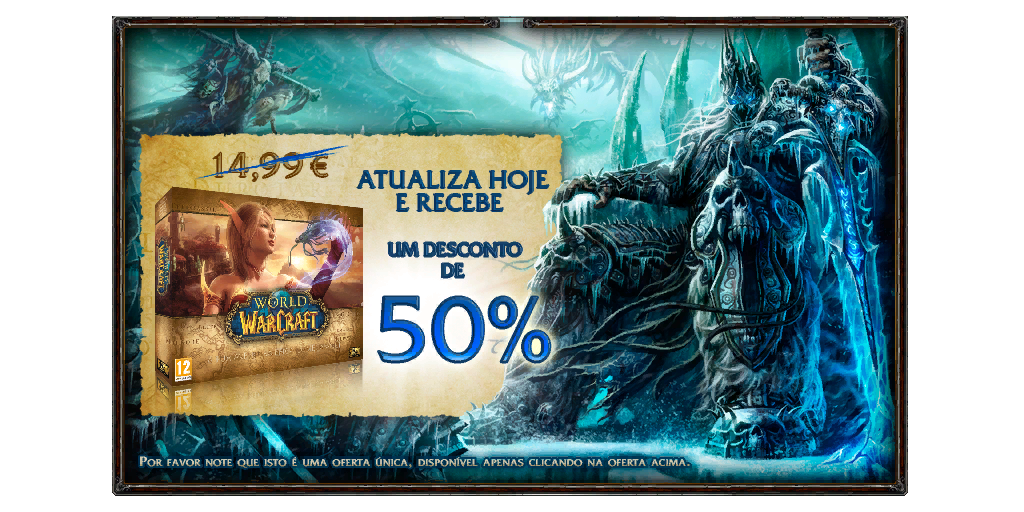 14,99 €
ATUALIZA HOJE
E RECEBE
UM DESCONTO
DE
50%
WORLD
OF
WARCRAFT
12
POR FAVOR NOTE QUE ISTO É UMA OFERTA ÚNICA, DISPONÍVEL APENAS CLICANDO NA OFERTA ACIMA.